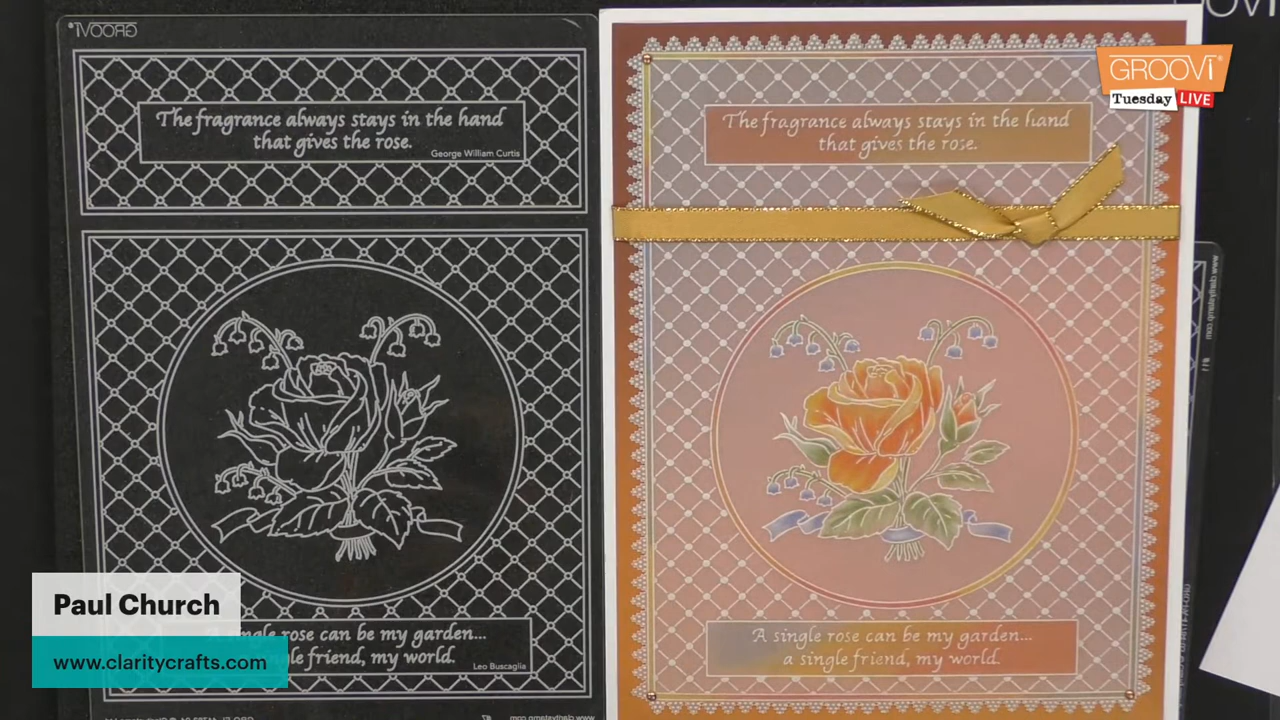 GROOVI®
GROOVI®
Tuesday LIVE
The fragrance always stays in the hand
that gives the rose.
George William Curtis
The fragrance always stays in the hand
that gives the rose.
single rose can be my garden...
single friend, my world.
Leo Buscaglia
A single rose can be my garden...
a single friend, my world.
Paul Church
www.claritycrafts.com